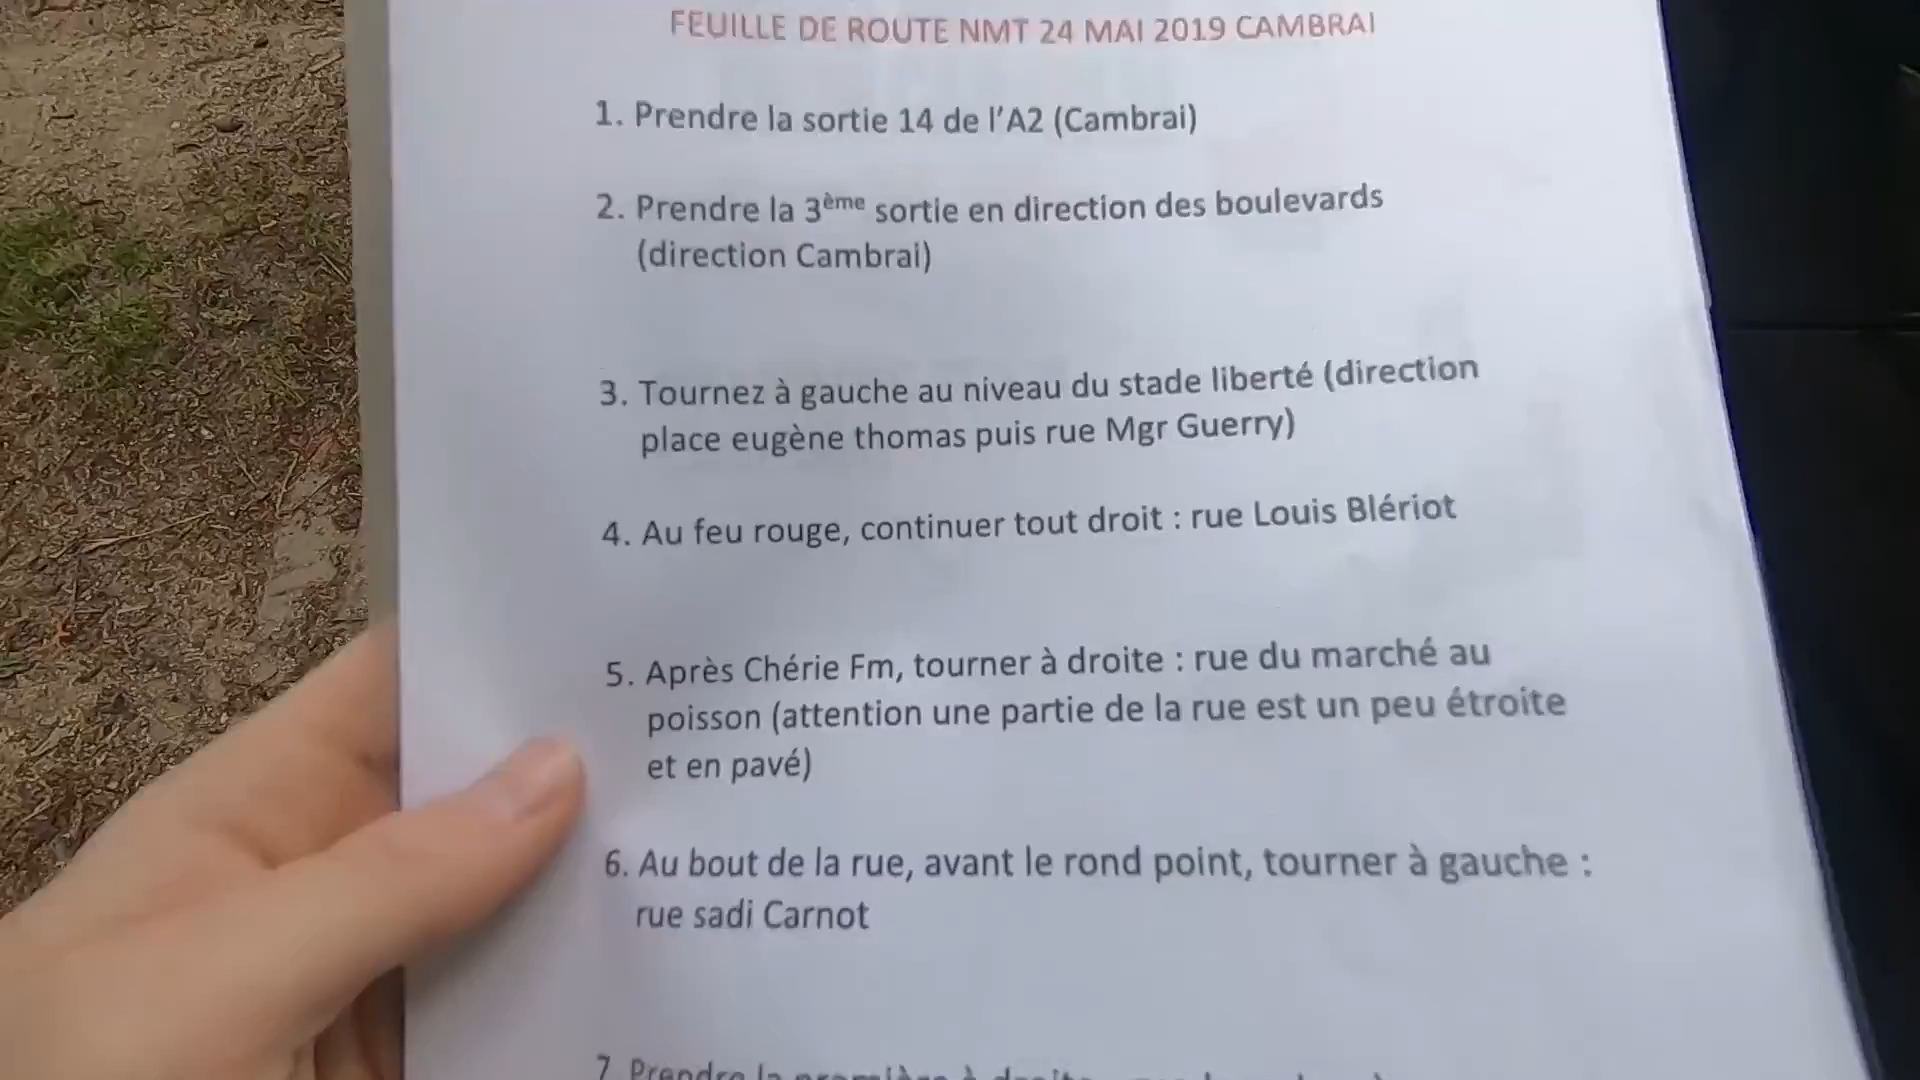 FEUILLE DE ROUTE NMT 24 MAI 2019 CAMBRAI
1. Prendre la sortie 14 de l'A2 (Cambrai)
2. Prendre la 3ème sortie en direction des boulevards
(direction Cambrai)
3. Tournez à gauche au niveau du stade liberté (direction
place eugène thomas puis rue Mgr Guerry)
4. Au feu rouge, continuer tout droit : rue Louis Blériot
5. Après Chérie Fm, tourner à droite : rue du marché au
poisson (attention une partie de la rue est un peu étroite
et en pavé)
6. Au bout de la rue, avant le rond point, tourner à gauche :
rue sadi Carnot
7. Prendre la première à droite